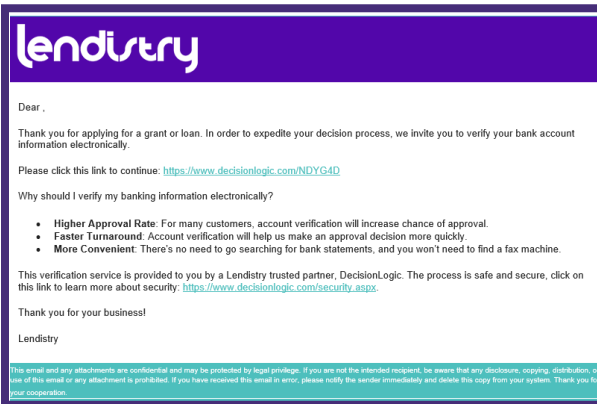 lendistry
Dear ,
Thank you for applying for a grant or loan. In order to expedite your decision process, we invite you to verify your bank account
information electronically.
Please click this link to continue: https://www.decisionlogic.com/NDYG4D
Why should I verify my banking information electronically?
• Higher Approval Rate: For many customers, account verification will increase chance of approval.
• Faster Turnaround: Account verification will help us make an approval decision more quickly.
• More Convenient: There's no need to go searching for bank statements, and you won't need to find a fax machine.
This verification service is provided to you by a Lendistry trusted partner, DecisionLogic. The process is safe and secure, click on
this link to learn more about security: https://www.decisionlogic.com/security.aspx.
Thank you for your business!
Lendistry
This email and any attachments are confidential and may be protected by legal privilege. If you are not the intended recipient, be aware that any disclosure, copying, distribution, o
use of this email or any attachment is prohibited. If you have received this email in error, please notify the sender immediately and delete this copy from your system. Thank you fo
your cooperation.